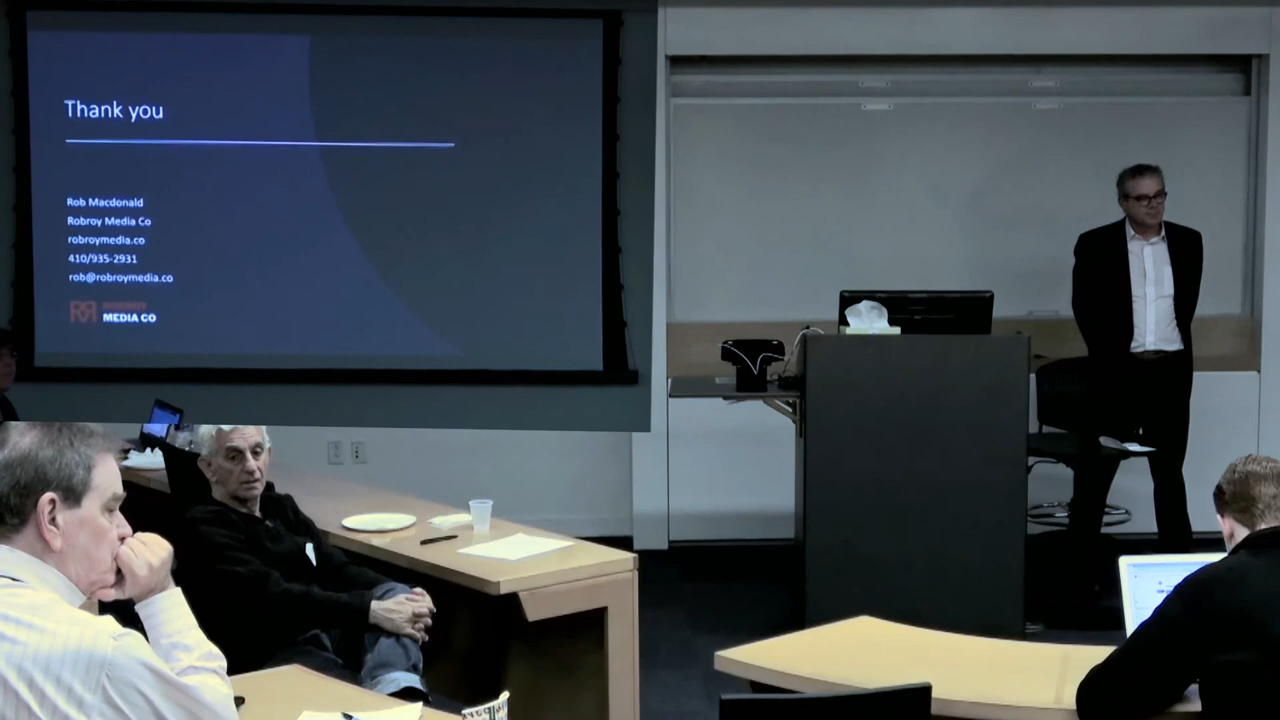 Thank you
Rob Macdonald
Robroy Media Co
robroymedia.co
410/935-2931
rob@robroymedia.co
MEDIA CO